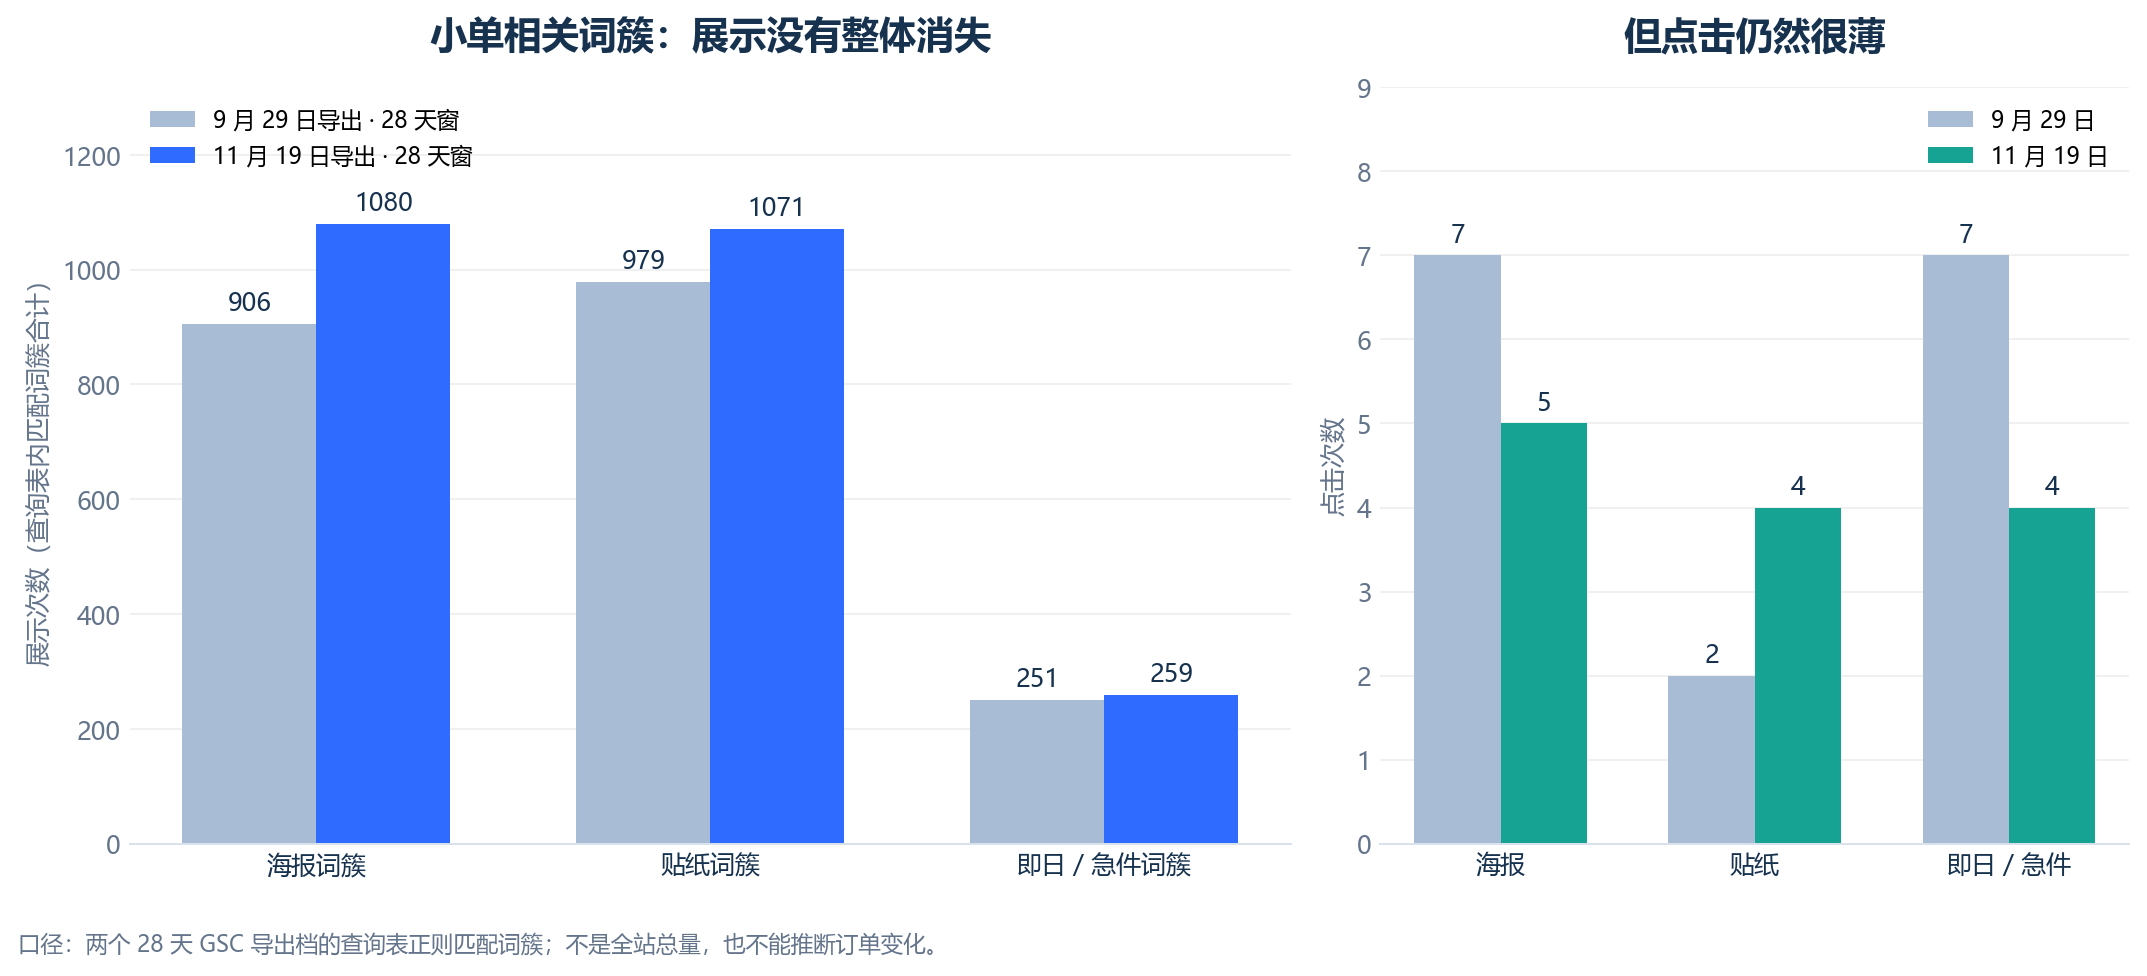 小单相关词簇：展示没有整体消失
9 月 29 日导出 · 28 天窗
11 月 19 日导出 · 28 天窗
展示次数（查询表内匹配词簇合计）
1200
1000
800
600
400
200
0
906
1080
979
1071
251
259
海报词簇
贴纸词簇
即日 / 急件词簇
但点击仍然很薄
9 月 29 日
11 月 19 日
点击次数
9
8
7
6
5
4
3
2
1
0
7
5
2
4
7
4
海报
贴纸
即日 / 急件
口径：两个 28 天 GSC 导出档的查询表正则匹配词簇；不是全站总量，也不能推断订单变化。